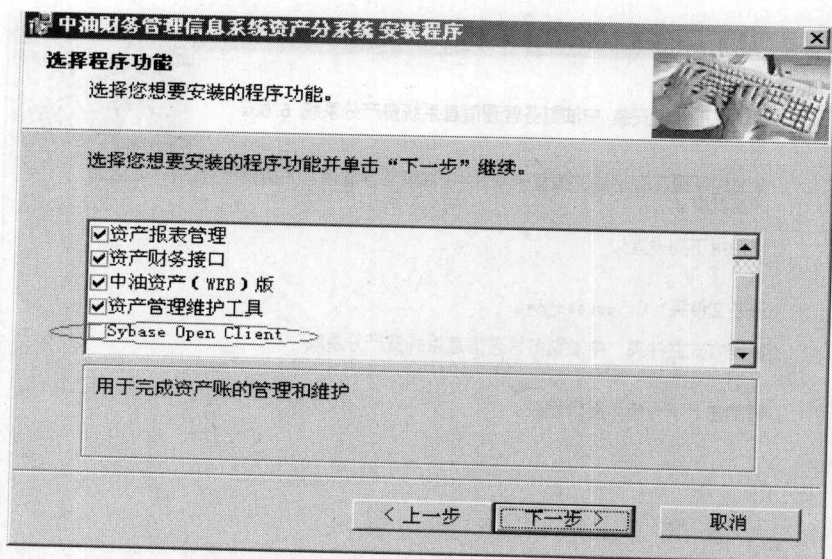 中油财务管理信息系统资产分系统 安装程序
选择程序功能
选择您想要安装的程序功能。
选择您想要安装的程序功能并单击“下一步”继续。
资产报表管理
资产财务接口
中油资产(WEB)版
资产管理维护工具
Sybase Open Client
用于完成资产账的管理和维护
< 上一步
下一步 >
取消